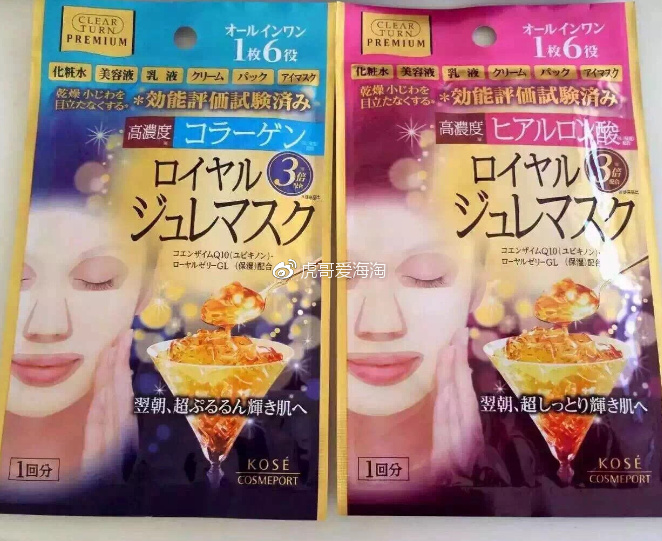 CLEAR
TURN
PREMIUM
オールインワン
1枚6役
化粧水 美容液 乳液 クリーム パック アイマスク
乾燥小じわを
目立たなくする
*効能評価試験済み
高濃度 コラーゲン
ロイヤル
3倍
ジュレマスク
コエンザイムQ10(ユビキノン)・
ローヤルゼリーGL (保湿)配合
翌朝、超ぷるるん輝き肌へ
1回分
KOSÉ
COSMEPORT
CLEAR
TURN
PREMIUM
オールインワン
1枚6役
化粧水 美容液 乳液 クリーム パック アイマスク
乾燥小じわを
目立たなくする
*効能評価試験済み
高濃度 ヒアルロン酸
ロイヤル
3倍
ジュレマスク
コエンザイムQ10(ユビキノン)・
ローヤルゼリーGL (保湿)配合
翌朝、超しっとり輝き肌へ
1回分
KOSÉ
COSMEPORT
虎哥爱海淘